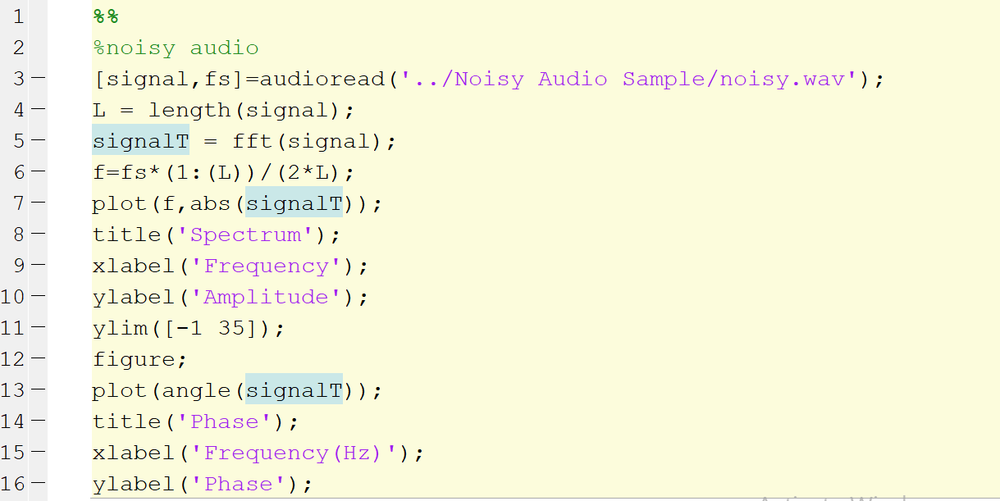 1 %%
2 %noisy audio
3 — [signal,fs]=audioread('../Noisy Audio Sample/noisy.wav');
4 — L = length(signal);
5 — signalT = fft(signal);
6 — f=fs*(1:(L))/(2*L);
7 — plot(f,abs(signalT));
8 — title('Spectrum');
9 — xlabel('Frequency');
10 — ylabel('Amplitude');
11 — ylim([-1 35]);
12 — figure;
13 — plot(angle(signalT));
14 — title('Phase');
15 — xlabel('Frequency(Hz)');
16 — ylabel('Phase');